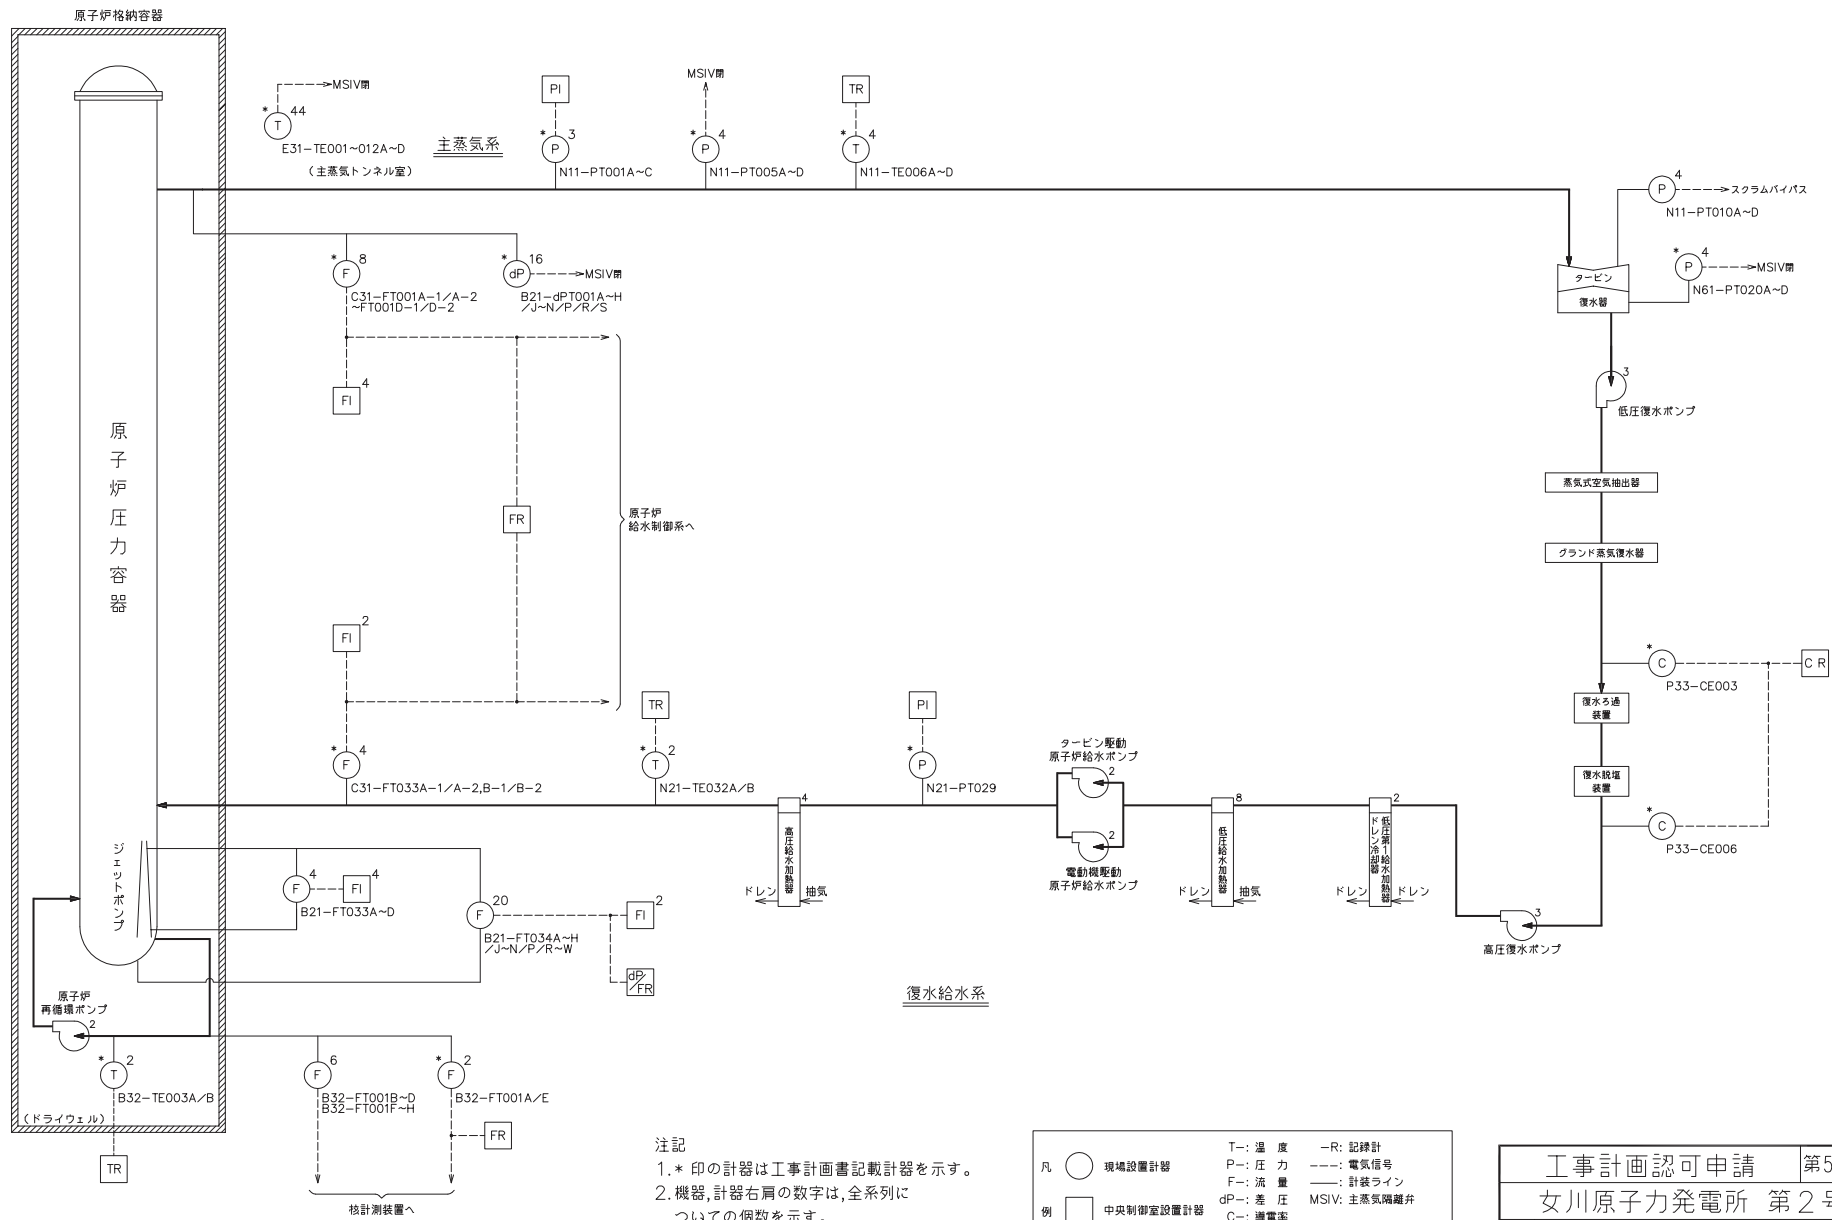 原子炉格納容器
MSIV閉
*
44
T
E31-TE001~012A~D
(主蒸気トンネル室)
主蒸気系
PI
*
3
P
N11-PT001A~C
MSIV閉
*
4
P
N11-PT005A~D
TR
*
4
T
N11-TE006A~D
4
P
スクラムバイパス
N11-PT010A~D
*
4
P
MSIV閉
N61-PT020A~D
タービン
復水器
*
8
F
C31-FT001A-1/A-2
~FT001D-1/D-2
*
16
dP
MSIV閉
B21-dPT001A~H
/J~N/P/R/S
4
FI
3
低圧復水ポンプ
原子炉圧力容器
蒸気式空気抽出器
FR
原子炉
給水制御系へ
グランド蒸気復水器
2
FI
*
C
P33-CE003
C R
復水ろ過
装置
復水脱塩
装置
*
C
P33-CE006
*
4
F
C31-FT033A-1/A-2,B-1/B-2
TR
*
2
T
N21-TE032A/B
PI
*
P
N21-PT029
タービン駆動
原子炉給水ポンプ
2
2
電動機駆動
原子炉給水ポンプ
4
高圧給水加熱器
ドレン
抽気
8
低圧給水加熱器
ドレン
抽気
2
低圧第1給水加熱器
ドレン冷却器
ドレン
ドレン
3
高圧復水ポンプ
ジェットポンプ
4
F
4
FI
B21-FT033A~D
20
F
B21-FT034A~H
/J~N/P/R~W
2
FI
dP/FR
復水給水系
原子炉
再循環ポンプ
2
*
2
T
B32-TE003A/B
(ドライウェル)
TR
6
F
B32-FT001B~D
B32-FT001F~H
*
2
F
B32-FT001A/E
FR
核計測装置へ
注記
1.* 印の計器は工事計画書記載計器を示す。
2.機器,計器右肩の数字は,全系列に
ついての個数を示す。
凡例
現場設置計器
中央制御室設置計器
T-: 温 度
P-: 圧 力
F-: 流 量
dP-: 差 圧
C-: 導電率
-R: 記録計
---: 電気信号
――: 計装ライン
MSIV: 主蒸気隔離弁
工事計画認可申請
第5
女川原子力発電所 第2号